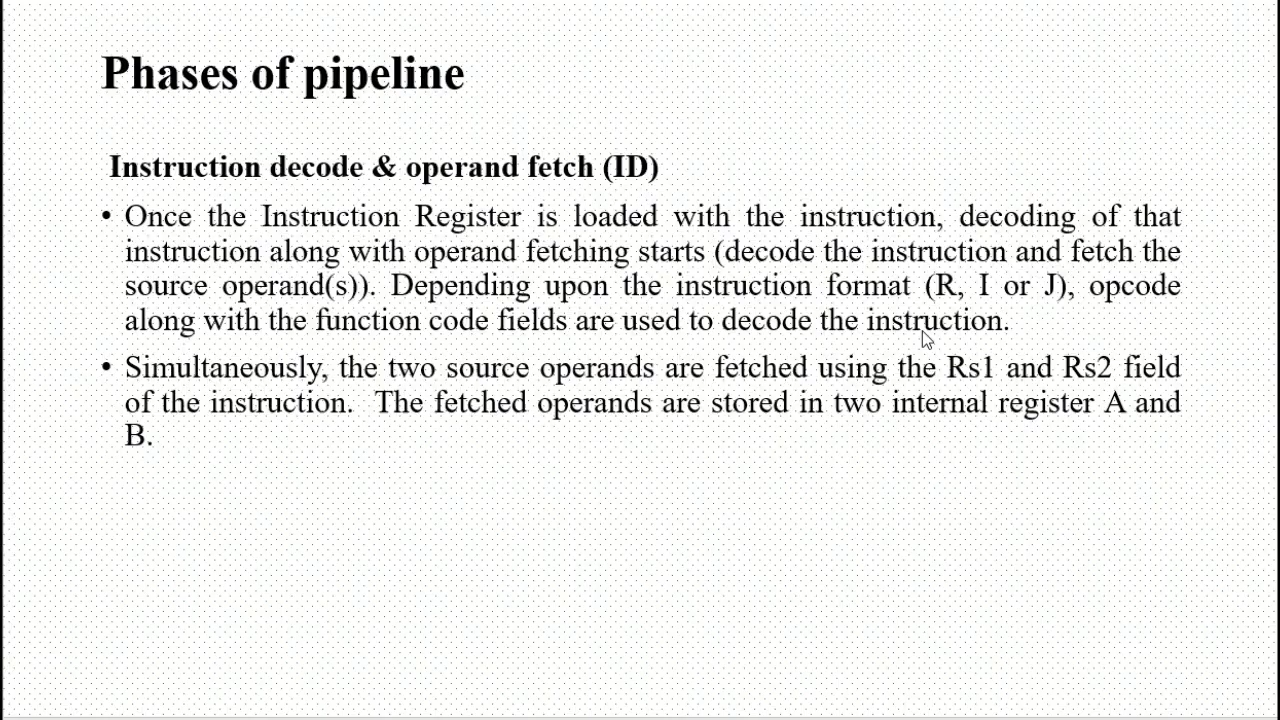 Phases of pipeline
Instruction decode & operand fetch (ID)
• Once the Instruction Register is loaded with the instruction, decoding of that
instruction along with operand fetching starts (decode the instruction and fetch the
source operand(s)). Depending upon the instruction format (R, I or J), opcode
along with the function code fields are used to decode the instruction.
• Simultaneously, the two source operands are fetched using the Rs1 and Rs2 field
of the instruction.  The fetched operands are stored in two internal register A and
B.